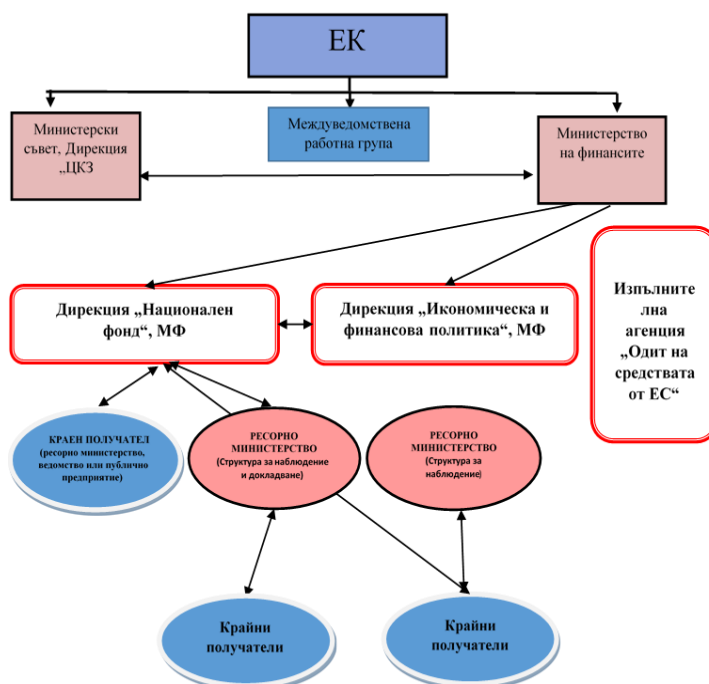 ЕК
Министерски
съвет, Дирекция
„ЦКЗ
Междуведомствена
работна група
Министерство
на финансите
Дирекция „Национален
фонд“, МФ
Дирекция „Икономическа и
финансова политика“, МФ
Изпълните
лна
агенция
„Одит на
средствата
от ЕС“
КРАЕН ПОЛУЧАТЕЛ
(ресорно министерство,
ведомство или публично
предприятие)
РЕСОРНО
МИНИСТЕРСТВО
(Структура за наблюдение
и докладване)
РЕСОРНО
МИНИСТЕРСТВО
(Структура за
наблюдение)
Крайни
получатели
Крайни
получатели